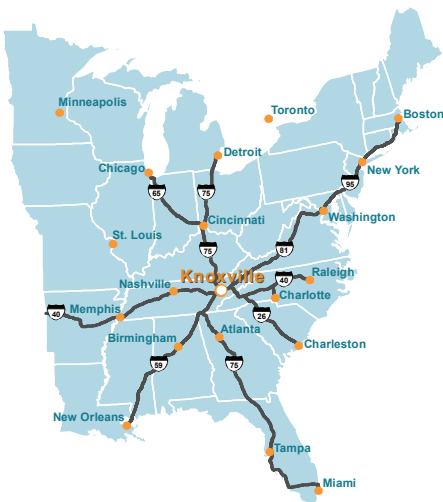 Minneapolis
Toronto
Boston
Detroit
New York
Chicago
65
75
95
Cincinnati
Washington
St. Louis
75
81
Knoxville
40
Raleigh
Nashville
Charlotte
Memphis
40
26
Birmingham
Atlanta
Charleston
59
75
New Orleans
Tampa
Miami